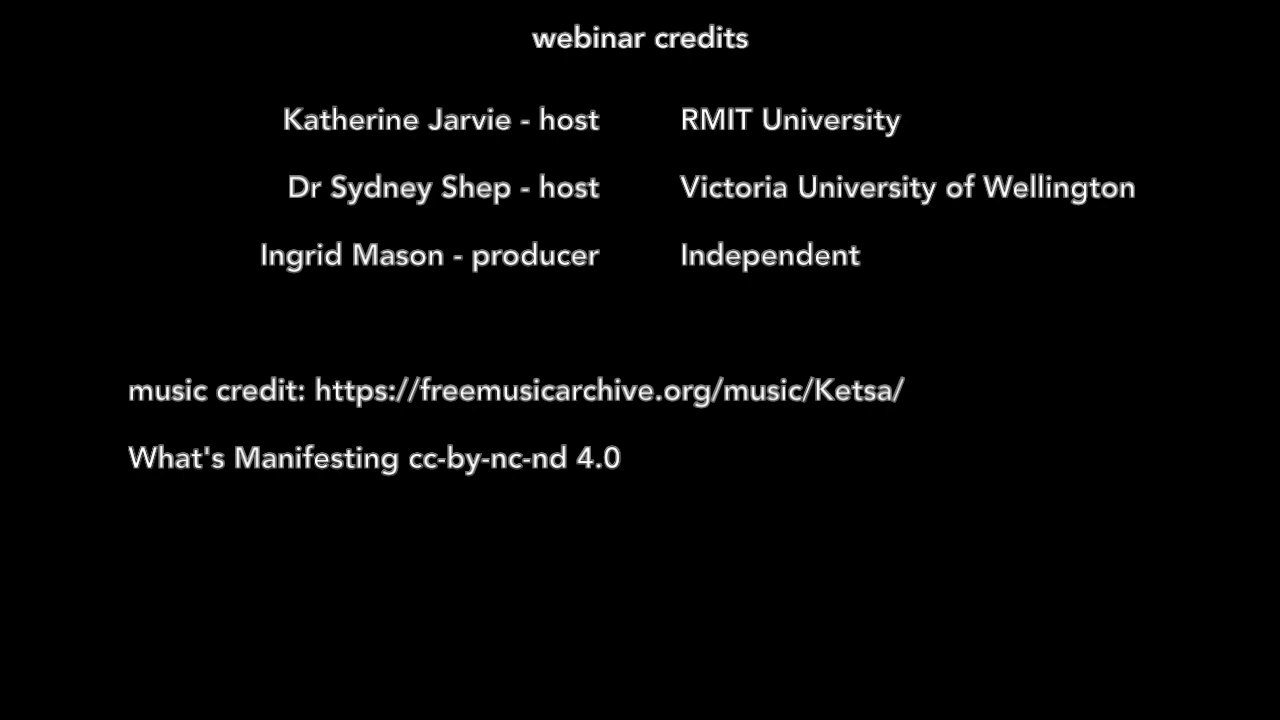 webinar credits
Katherine Jarvie - host RMIT University
Dr Sydney Shep - host Victoria University of Wellington
Ingrid Mason - producer Independent
music credit: https://freemusicarchive.org/music/Ketsa/
What's Manifesting cc-by-nc-nd 4.0